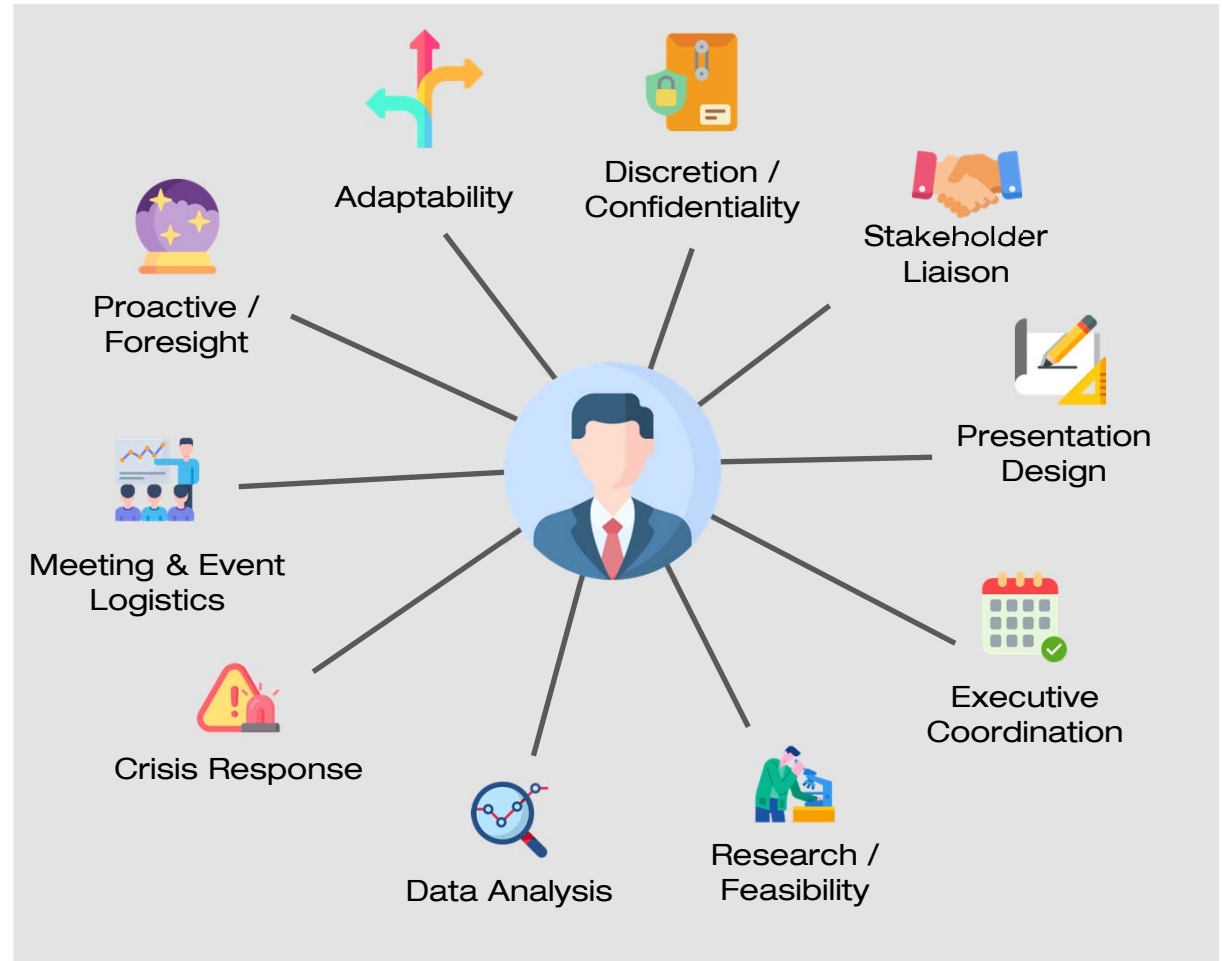 Adaptability
Discretion /
Confidentiality
Stakeholder
Liaison
Presentation
Design
Executive
Coordination
Research /
Feasibility
Data Analysis
Crisis Response
Meeting & Event
Logistics
Proactive /
Foresight